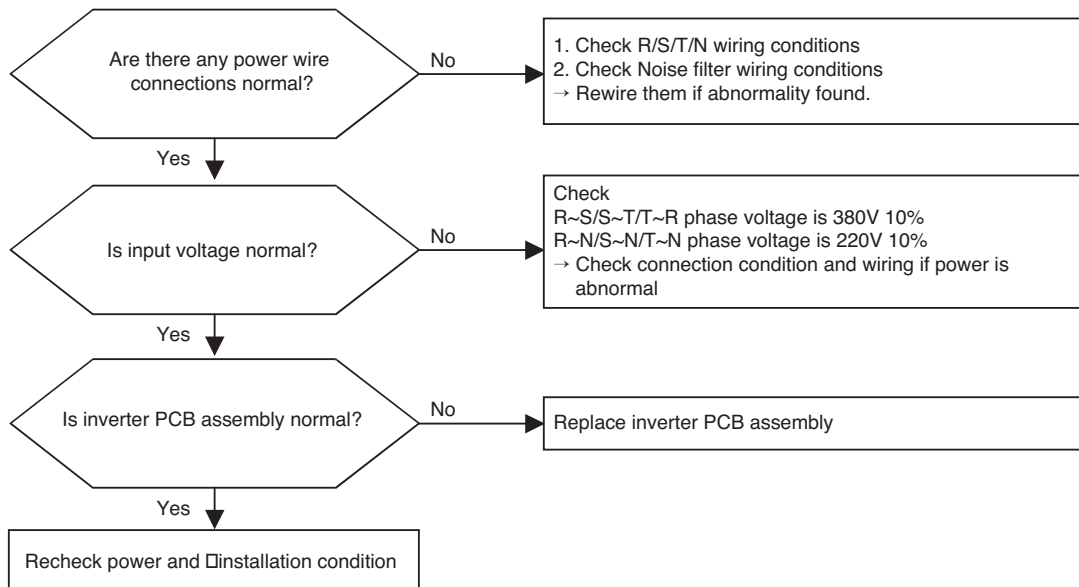 Are there any power wire
connections normal?
No
1. Check R/S/T/N wiring conditions
2. Check Noise filter wiring conditions
→ Rewire them if abnormality found.
Yes
Is input voltage normal?
No
Check
R~S/S~T/T~R phase voltage is 380V 10%
R~N/S~N/T~N phase voltage is 220V 10%
→ Check connection condition and wiring if power is
abnormal
Yes
Is inverter PCB assembly normal?
No
Replace inverter PCB assembly
Yes
Recheck power and □installation condition